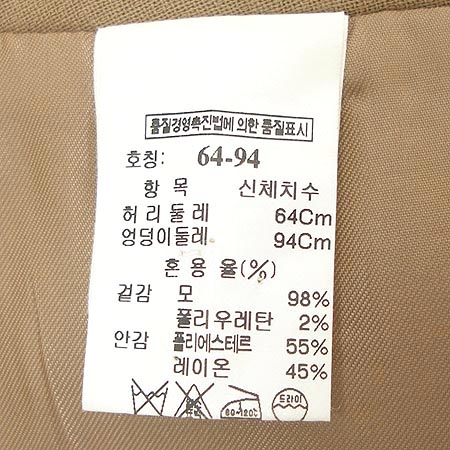 품질경영촉진법에 의한 품질표시
호칭: 64-94
항 목 신체치수
허리둘레 64Cm
엉덩이둘레 94Cm
혼용율(%)
겉감 모 98%
폴리우레탄 2%
안감 폴리에스테르 55%
레이온 45%
80-120℃ 드라이